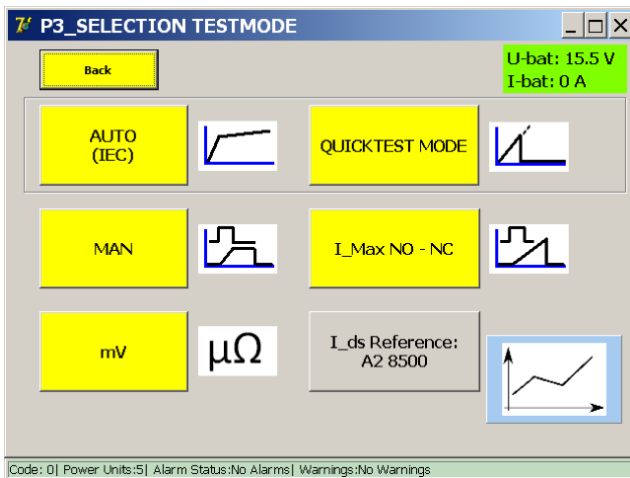 P3_SELECTION TESTMODE
Back
U-bat: 15.5 V
I-bat: 0 A
AUTO
(IEC)
QUICKTEST MODE
MAN
I_Max NO - NC
mV
μΩ
I_ds Reference:
A2 8500
Code: 0| Power Units:5| Alarm Status:No Alarms| Warnings:No Warnings